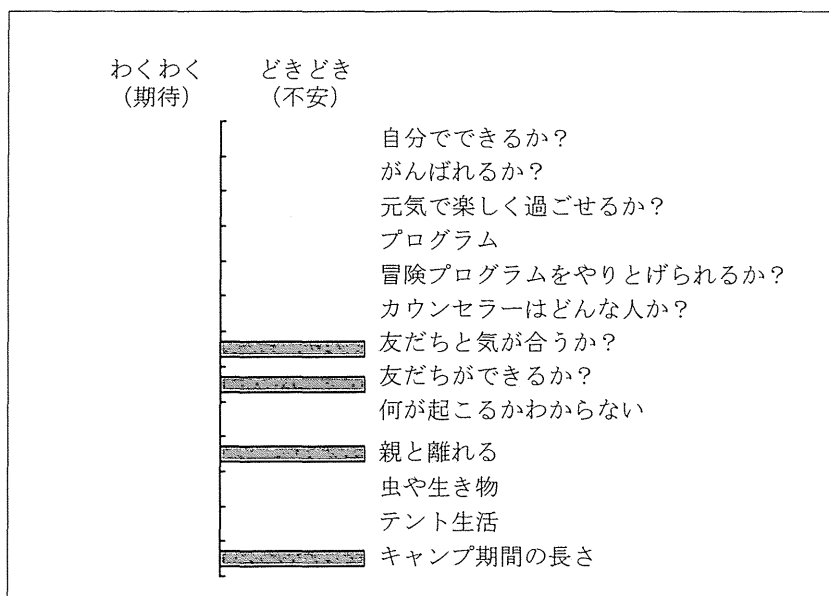 わくわく　どきどき
（期待）　（不安）
自分でできるか？
がんばれるか？
元気で楽しく過ごせるか？
プログラム
冒険プログラムをやりとげられるか？
カウンセラーはどんな人か？
友だちと気が合うか？
友だちができるか？
何が起こるかわからない
親と離れる
虫や生き物
テント生活
キャンプ期間の長さ